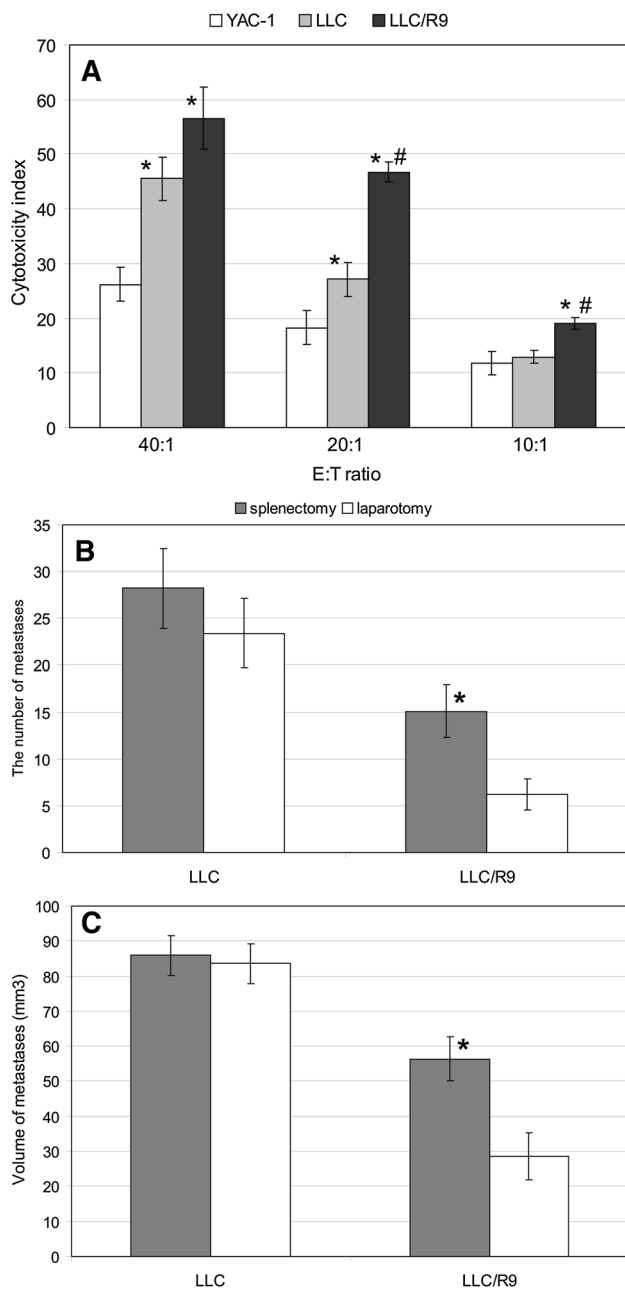 YAC-1 LLC LLC/R9
A
Cytotoxicity index
70
60
50
40
30
20
10
0
*
*
*
*
* #
* #
40:1 20:1 10:1
E:T ratio
splenectomy laparotomy
B
The number of metastases
35
30
25
20
15
10
5
0
*
LLC LLC/R9
C
Volume of metastases (mm3)
100
90
80
70
60
50
40
30
20
10
0
*
LLC LLC/R9